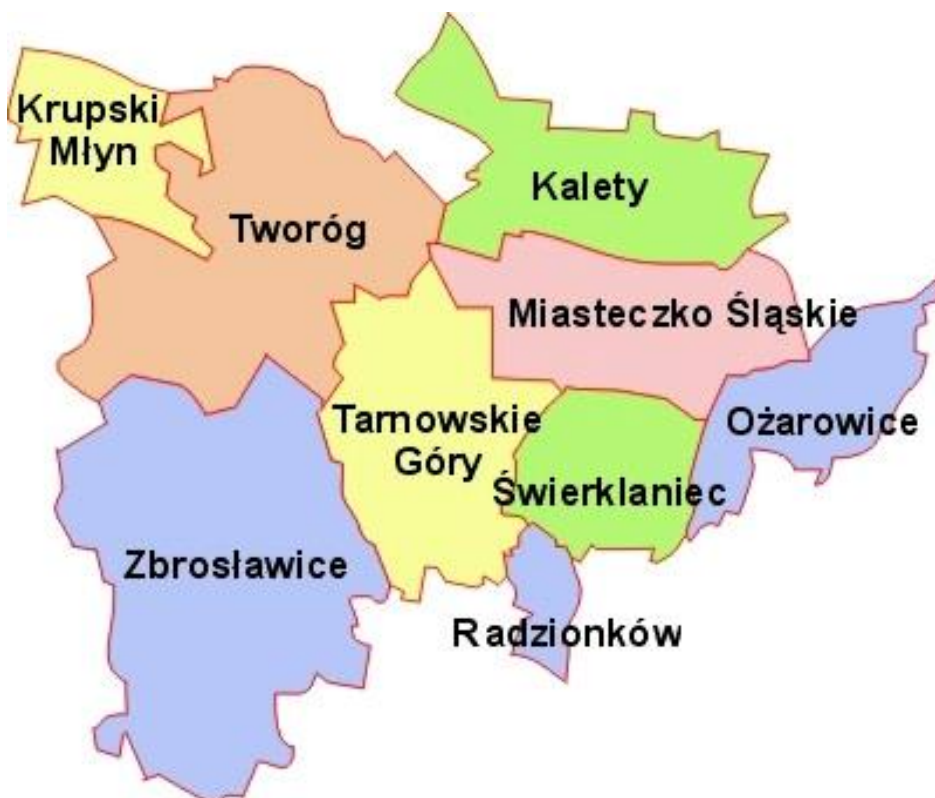 Krupski
Młyn
Tworóg
Kalety
Miasteczko Śląskie
Tarnowskie
Góry
Ożarowice
Świerklaniec
Zbrosławice
Radzionków